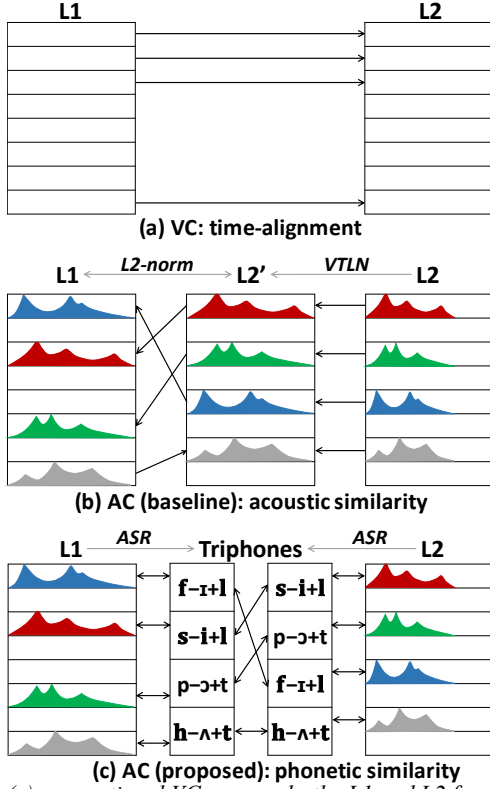 L1 L2
(a) VC: time-alignment
L2-norm VTLN
L1 L2' L2
(b) AC (baseline): acoustic similarity
ASR ASR
L1 Triphones L2
f-ɪ+l s-i+l
s-i+l p-ɔ+t
p-ɔ+t f-ɪ+l
h-ʌ+t h-ʌ+t
(c) AC (proposed): phonetic similarity